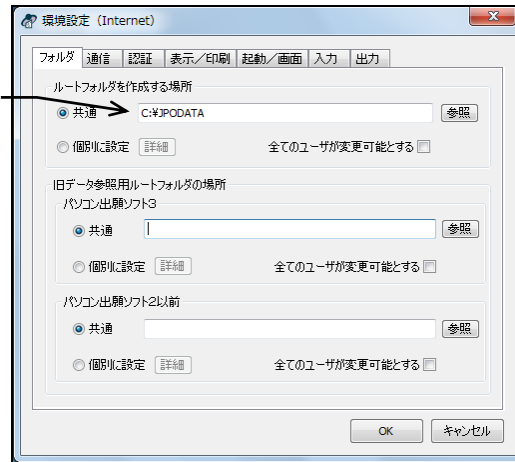 環境設定（Internet）
フォルダ 通信 認証 表示／印刷 起動／画面 入力 出力
ルートフォルダを作成する場所
共通 C:¥JPODATA 参照
個別に設定 詳細 全てのユーザが変更可能とする
旧データ参照用ルートフォルダの場所
パソコン出願ソフト3
共通 参照
個別に設定 詳細 全てのユーザが変更可能とする
パソコン出願ソフト2以前
共通 参照
個別に設定 詳細 全てのユーザが変更可能とする
OK キャンセル